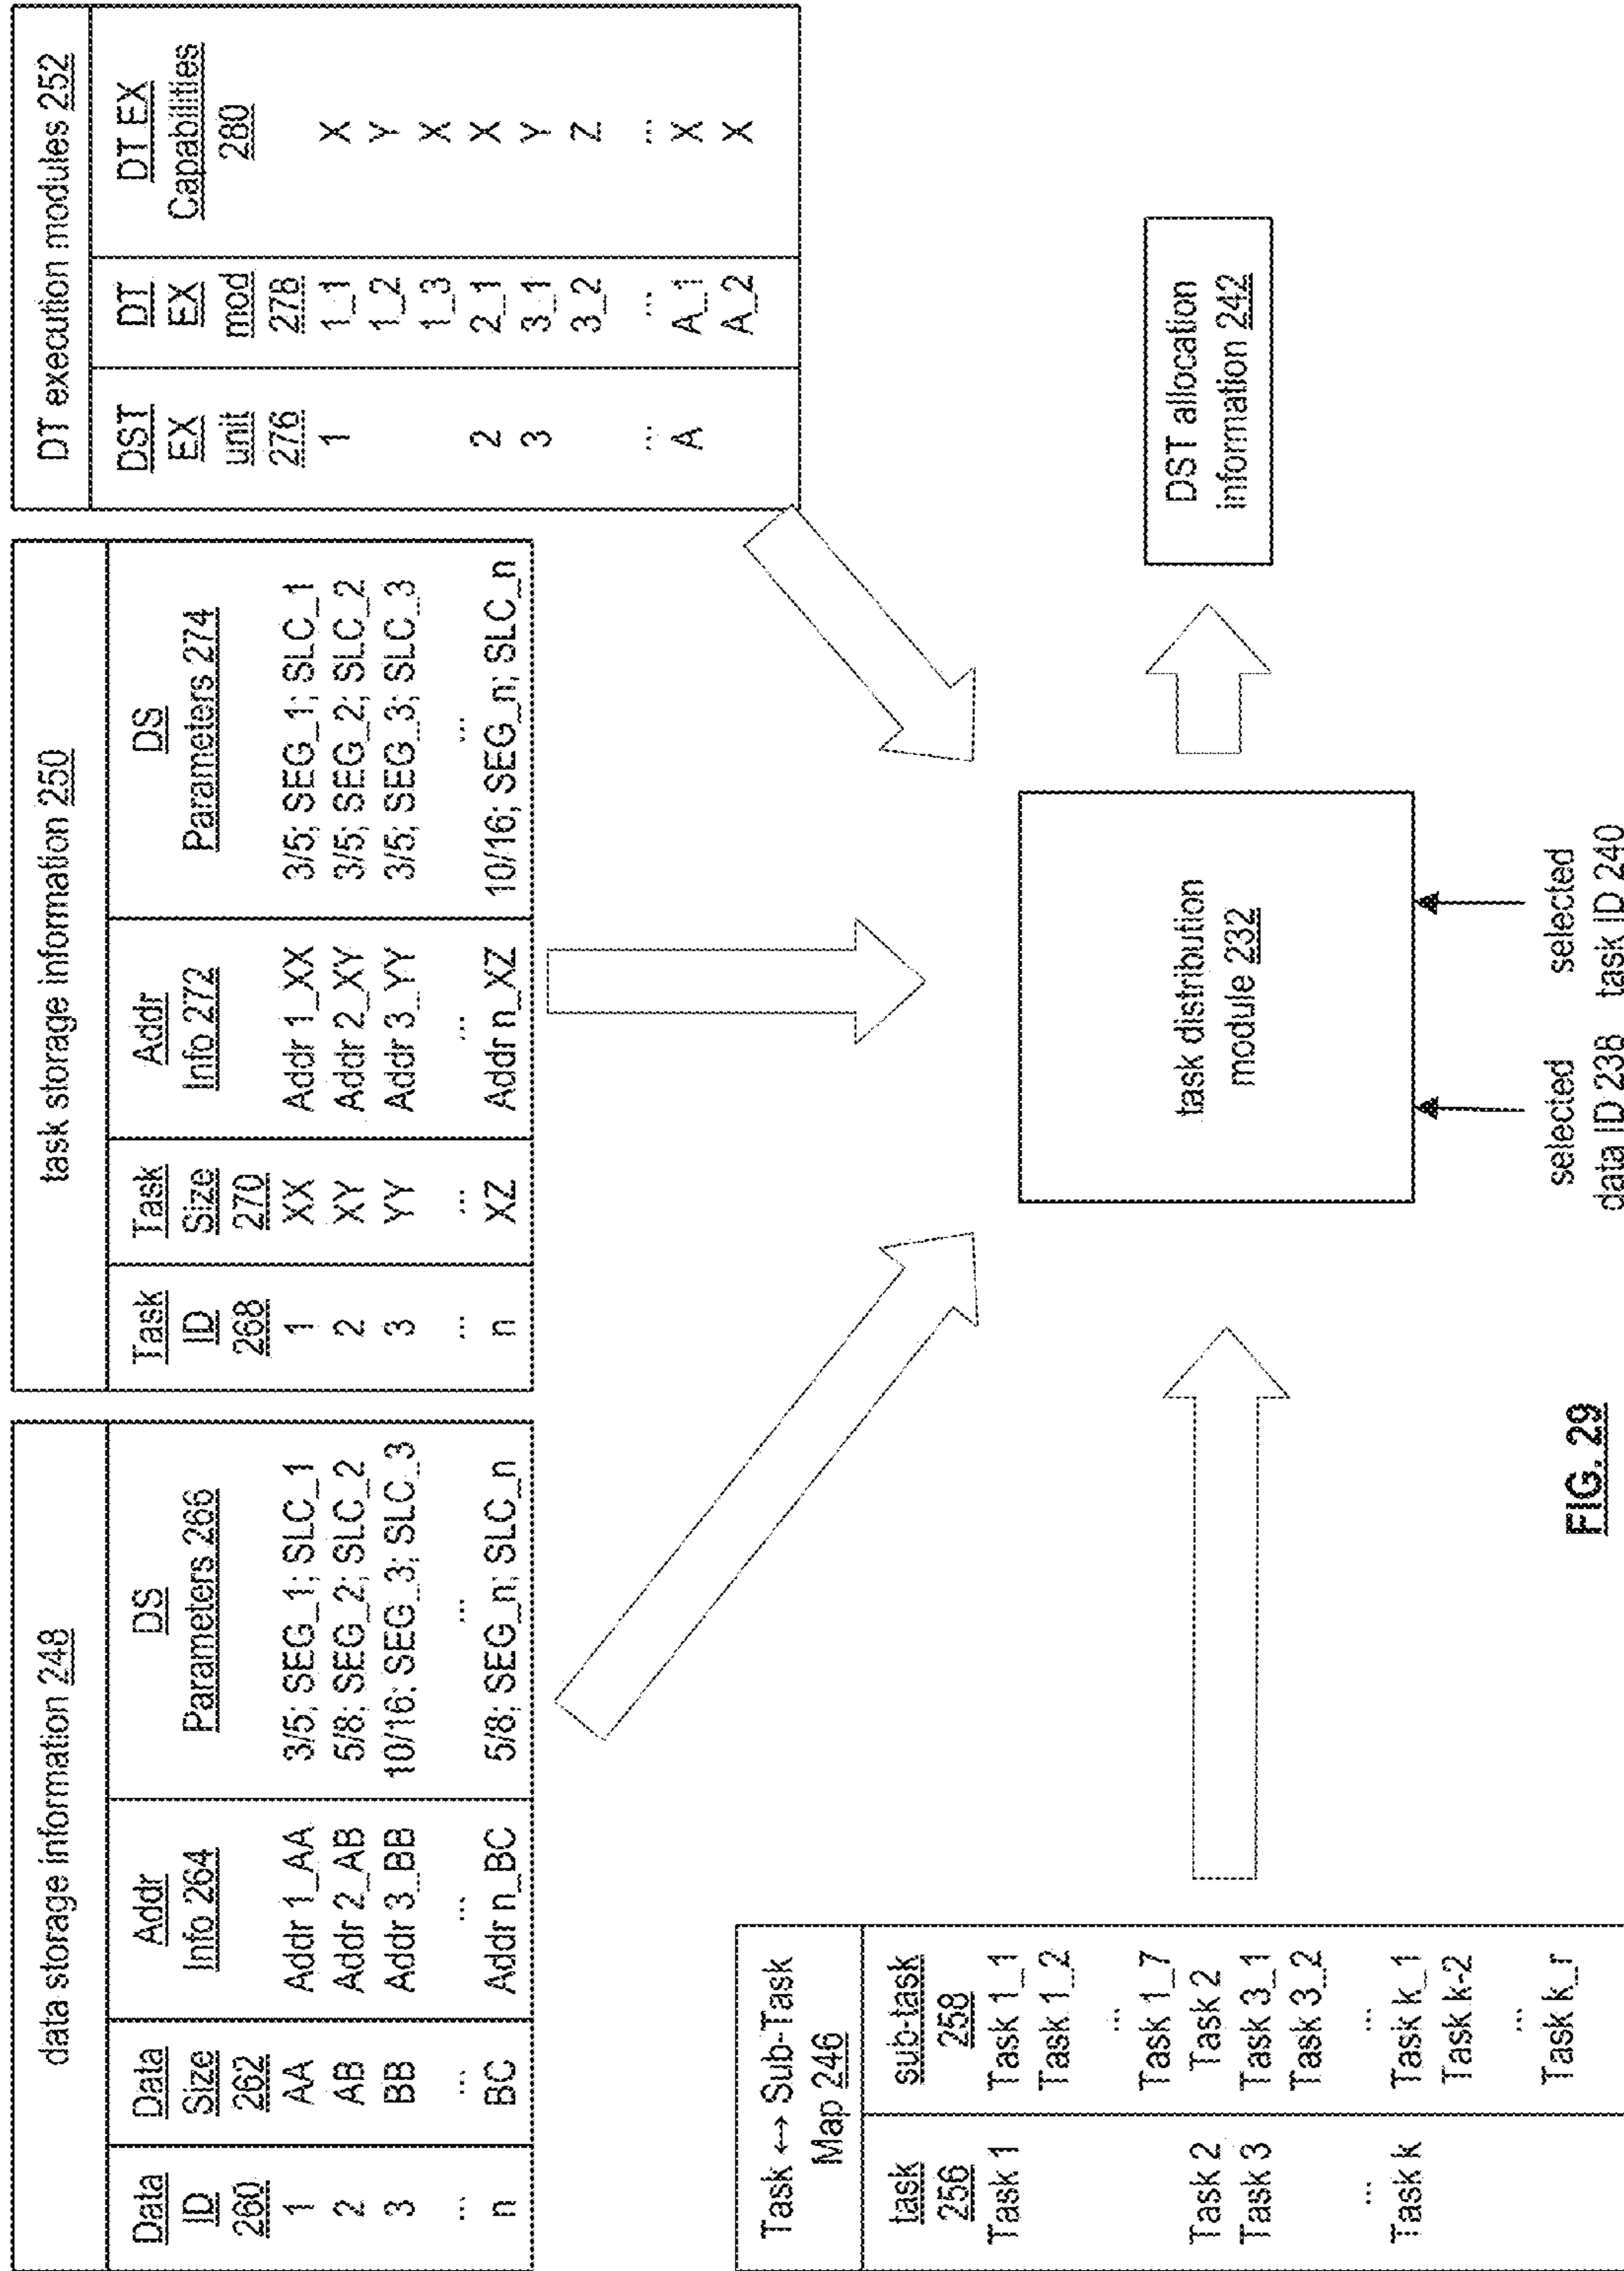 data storage information 248
Data ID 260 Data Size 262 Addr Info 264 DS Parameters 266
1 AA Addr 1_AA 3/5; SEG_1; SLC_1
2 AB Addr 2_AB 5/8; SEG_2; SLC_2
3 BB Addr 3_BB 10/16; SEG_3; SLC_3
... ... ... ...
n BC Addr n_BC 5/8; SEG_n; SLC_n
task storage information 250
Task ID 268 Task Size 270 Addr Info 272 DS Parameters 274
1 XX Addr 1_XX 3/5; SEG_1; SLC_1
2 XY Addr 2_XY 3/5; SEG_2; SLC_2
3 YY Addr 3_YY 3/5; SEG_3; SLC_3
... ... ... ...
n XZ Addr n_XZ 10/16; SEG_n; SLC_n
DT execution modules 252
DST EX unit 276 DT EX mod 278 DT EX Capabilities 280
1 1_1 X
1_2 Y
1_3 X
2 2_1 X
3 3_1 Y
3_2 Z
... ... ...
A A_1 X
A_2 X
Task ↔ Sub-Task
Map 246
task 256 sub-task 258
Task 1 Task 1_1
Task 1_2
...
Task 1_7
Task 2 Task 2
Task 3 Task 3_1
Task 3_2
... ...
Task k Task k_1
Task k-2
...
Task k_r
task distribution
module 232
DST allocation
information 242
selected
data ID 238
selected
task ID 240
FIG. 29